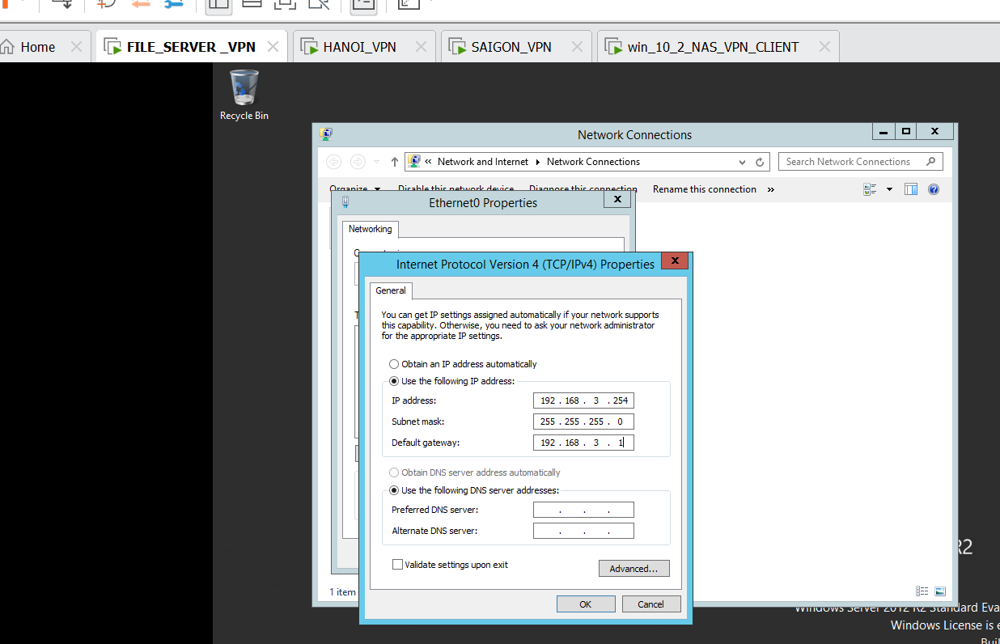 Home
FILE_SERVER _VPN
HANOI_VPN
SAIGON_VPN
win_10_2_NAS_VPN_CLIENT
Recycle Bin
Network Connections
« Network and Internet Network Connections
Search Network Connections
Organize Disable this network device Diagnose this connection Rename this connection »
Ethernet0 Properties
Networking
Internet Protocol Version 4 (TCP/IPv4) Properties
General
You can get IP settings assigned automatically if your network supports
this capability. Otherwise, you need to ask your network administrator
for the appropriate IP settings.
Obtain an IP address automatically
Use the following IP address:
IP address: 192 . 168 . 3 . 254
Subnet mask: 255 . 255 . 255 . 0
Default gateway: 192 . 168 . 3 . 1
Obtain DNS server address automatically
Use the following DNS server addresses:
Preferred DNS server: . . .
Alternate DNS server: . . .
Validate settings upon exit
Advanced...
R2
1 item
OK
Cancel
Windows Server 2012 R2 Standard Eva
Windows License is e
Buil